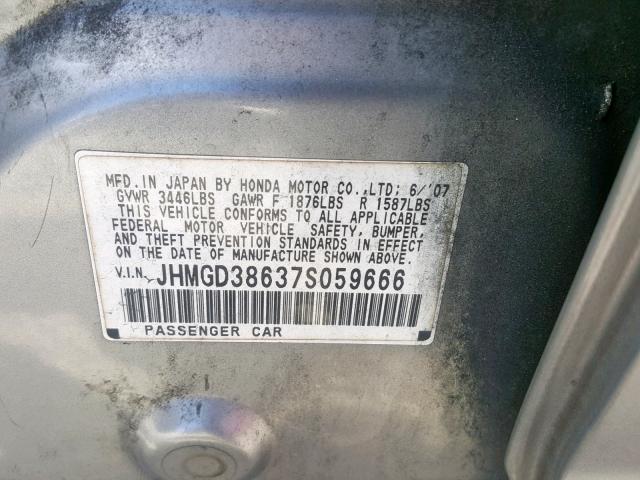 MFD.IN JAPAN BY HONDA MOTOR CO.,LTD; 6/'07
GVWR 3446LBS GAWR F 1876LBS R 1587LBS
THIS VEHICLE CONFORMS TO ALL APPLICABLE
FEDERAL MOTOR VEHICLE SAFETY, BUMPER,
AND THEFT PREVENTION STANDARDS IN EFFECT
ON THE DATE OF MANUFACTURE SHOWN ABOVE.
V.I.N. JHMGD38637S059666
PASSENGER CAR